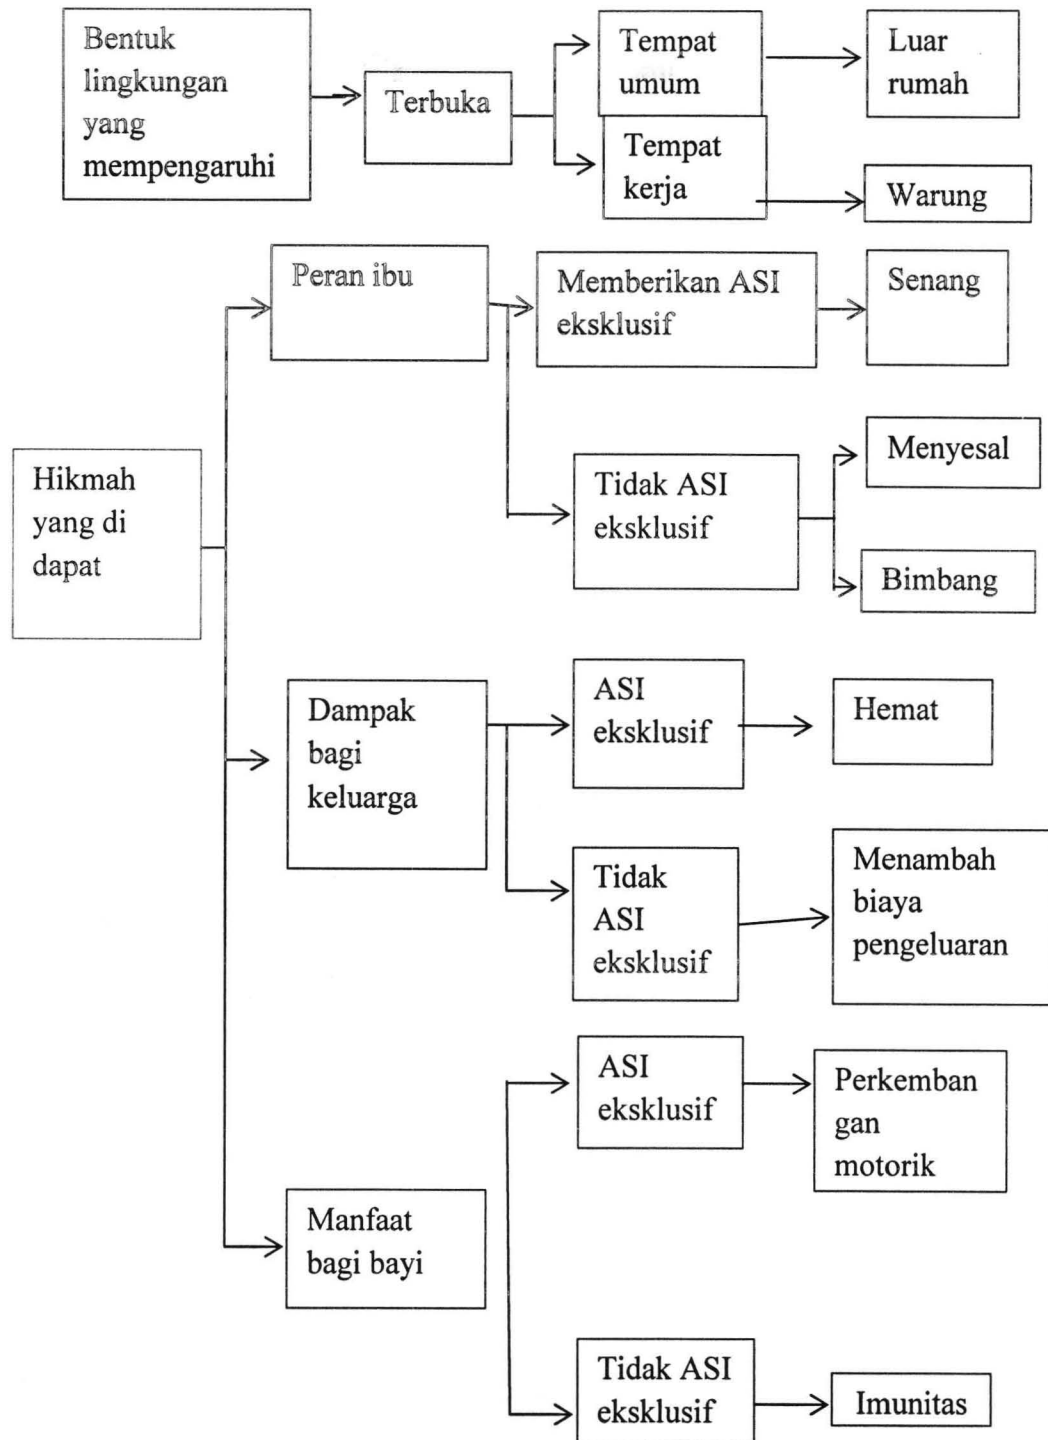 Bentuk
lingkungan
yang
mempengaruhi
Terbuka
Tempat
umum
Luar
rumah
Tempat
kerja
Warung
Peran ibu
Memberikan ASI
eksklusif
Senang
Hikmah
yang di
dapat
Tidak ASI
eksklusif
Menyesal
Bimbang
Dampak
bagi
keluarga
ASI
eksklusif
Hemat
Tidak
ASI
eksklusif
Menambah
biaya
pengeluaran
Manfaat
bagi bayi
ASI
eksklusif
Perkemban
gan
motorik
Tidak ASI
eksklusif
Imunitas